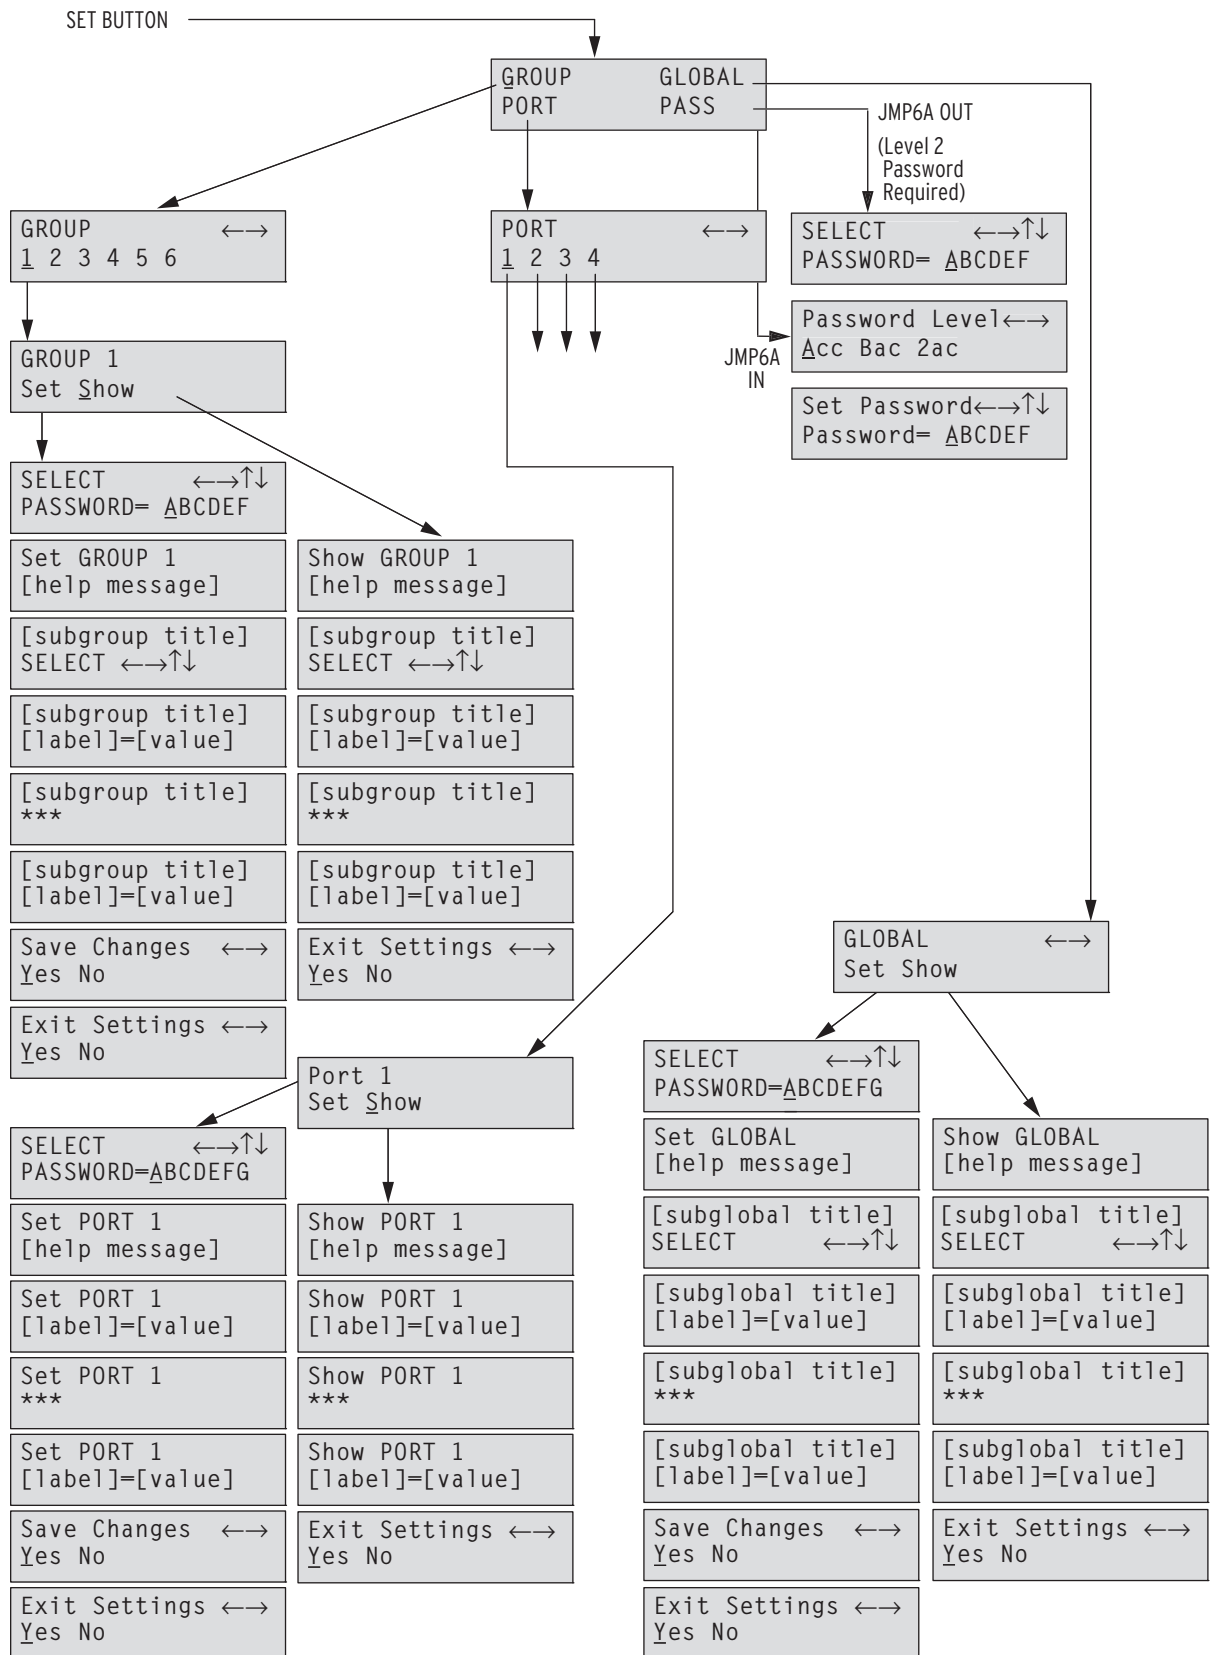 SET BUTTON
GROUP GLOBAL
PORT PASS
JMP6A OUT
(Level 2
Password
Required)
GROUP ←→
1 2 3 4 5 6
PORT ←→
1 2 3 4
SELECT ←→↑↓
PASSWORD= ABCDEF
JMP6A
IN
Password Level←→
Acc Bac 2ac
Set Password←→↑↓
Password= ABCDEF
GROUP 1
Set Show
SELECT ←→↑↓
PASSWORD= ABCDEF
Set GROUP 1
[help message]
[subgroup title]
SELECT ←→↑↓
[subgroup title]
[label]=[value]
[subgroup title]
***
[subgroup title]
[label]=[value]
Save Changes ←→
Yes No
Exit Settings ←→
Yes No
Show GROUP 1
[help message]
[subgroup title]
SELECT ←→↑↓
[subgroup title]
[label]=[value]
[subgroup title]
***
[subgroup title]
[label]=[value]
Exit Settings ←→
Yes No
Port 1
Set Show
SELECT ←→↑↓
PASSWORD=ABCDEFG
Set PORT 1
[help message]
Set PORT 1
[label]=[value]
Set PORT 1
***
Set PORT 1
[label]=[value]
Save Changes ←→
Yes No
Exit Settings ←→
Yes No
Show PORT 1
[help message]
Show PORT 1
[label]=[value]
Show PORT 1
***
Show PORT 1
[label]=[value]
Exit Settings ←→
Yes No
GLOBAL ←→
Set Show
SELECT ←→↑↓
PASSWORD=ABCDEFG
Set GLOBAL
[help message]
[subglobal title]
SELECT ←→↑↓
[subglobal title]
[label]=[value]
[subglobal title]
***
[subglobal title]
[label]=[value]
Save Changes ←→
Yes No
Exit Settings ←→
Yes No
Show GLOBAL
[help message]
[subglobal title]
SELECT ←→↑↓
[subglobal title]
[label]=[value]
[subglobal title]
***
[subglobal title]
[label]=[value]
Exit Settings ←→
Yes No